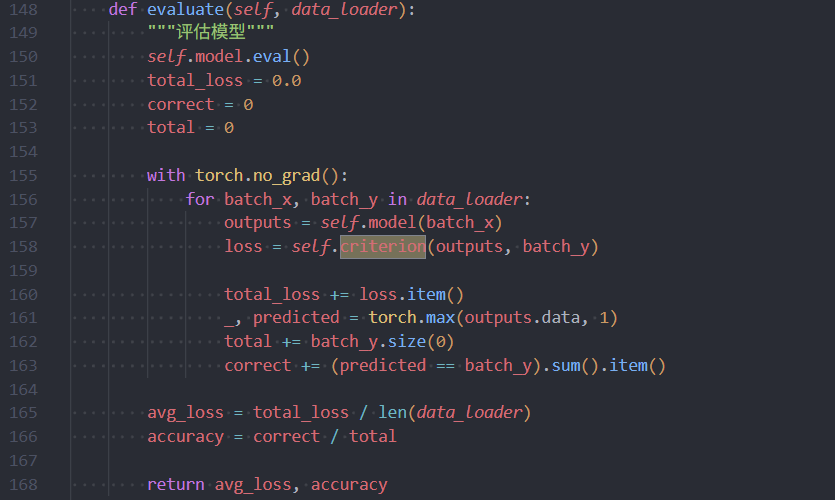 148 def evaluate(self, data_loader):
149 """评估模型"""
150 self.model.eval()
151 total_loss = 0.0
152 correct = 0
153 total = 0
154
155 with torch.no_grad():
156 for batch_x, batch_y in data_loader:
157 outputs = self.model(batch_x)
158 loss = self.criterion(outputs, batch_y)
159
160 total_loss += loss.item()
161 _, predicted = torch.max(outputs.data, 1)
162 total += batch_y.size(0)
163 correct += (predicted == batch_y).sum().item()
164
165 avg_loss = total_loss / len(data_loader)
166 accuracy = correct / total
167
168 return avg_loss, accuracy